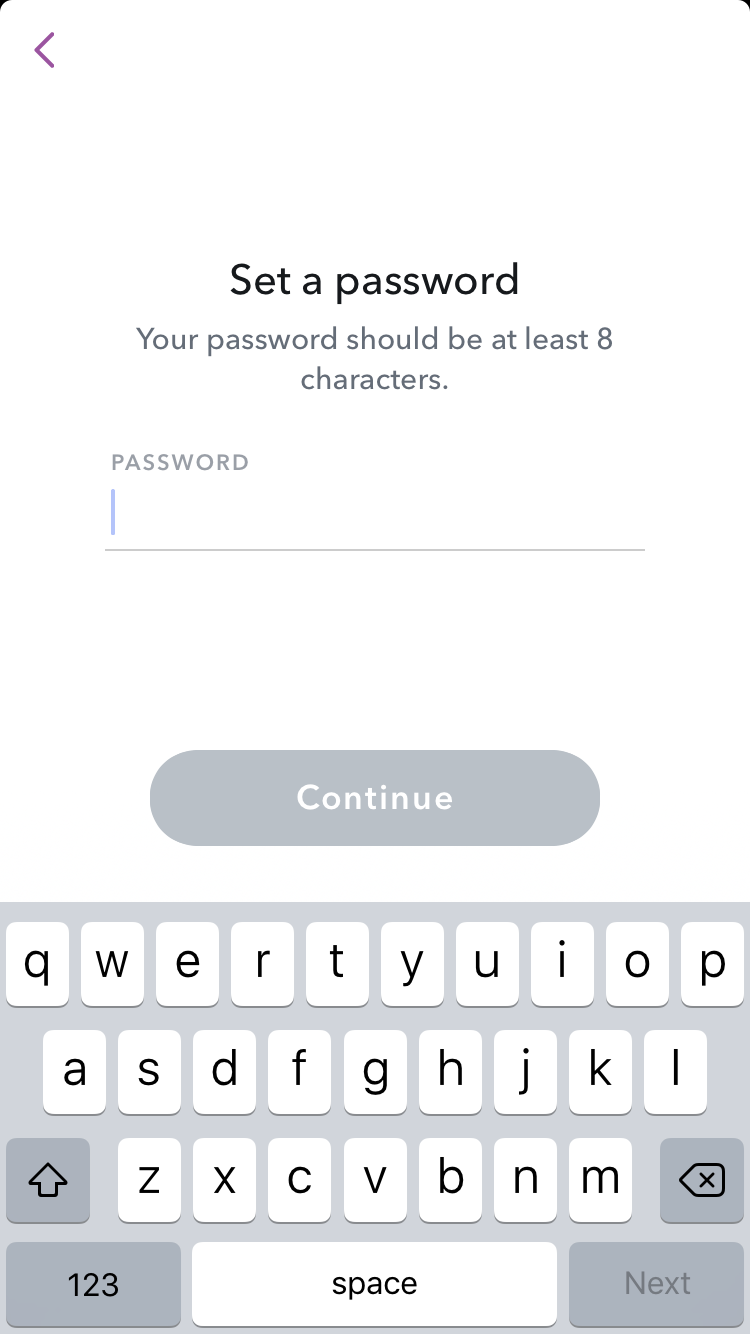 Set a password
Your password should be at least 8
characters.
PASSWORD
Continue
q w e r t y u i o p
a s d f g h j k l
z x c v b n m
123 space Next